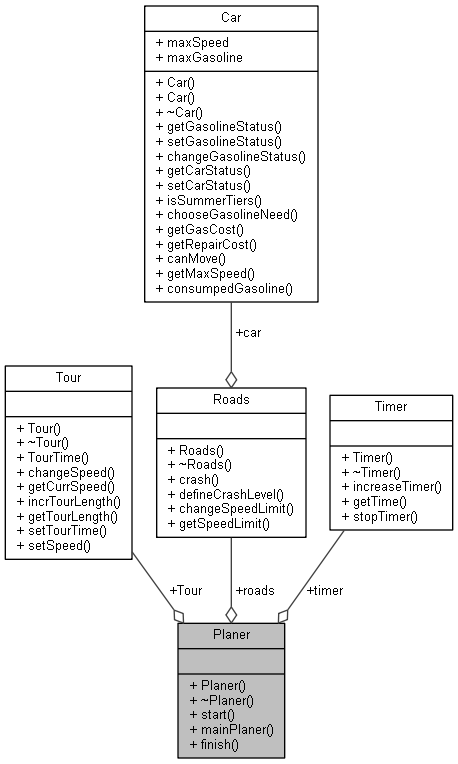 Car
+ maxSpeed
+ maxGasoline
+ Car()
+ Car()
+ ~Car()
+ getGasolineStatus()
+ setGasolineStatus()
+ changeGasolineStatus()
+ getCarStatus()
+ setCarStatus()
+ isSummerTiers()
+ chooseGasolineNeed()
+ getGasCost()
+ getRepairCost()
+ canMove()
+ getMaxSpeed()
+ consumpedGasoline()
+car
Tour
+ Tour()
+ ~Tour()
+ TourTime()
+ changeSpeed()
+ getCurrSpeed()
+ incrTourLength()
+ getTourLength()
+ setTourTime()
+ setSpeed()
Roads
+ Roads()
+ ~Roads()
+ crash()
+ defineCrashLevel()
+ changeSpeedLimit()
+ getSpeedLimit()
Timer
+ Timer()
+ ~Timer()
+ increaseTimer()
+ getTime()
+ stopTimer()
+Tour
+roads
+timer
Planer
+ Planer()
+ ~Planer()
+ start()
+ mainPlaner()
+ finish()